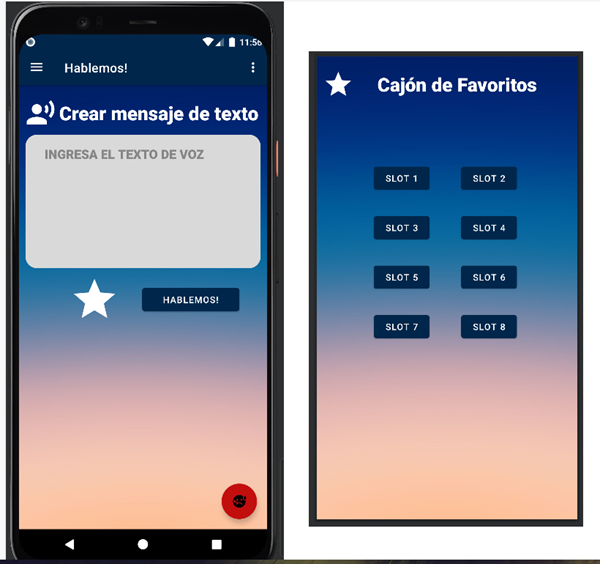 11:56
Hablemos!
Crear mensaje de texto
INGRESA EL TEXTO DE VOZ
HABLEMOS!
Cajón de Favoritos
SLOT 1
SLOT 2
SLOT 3
SLOT 4
SLOT 5
SLOT 6
SLOT 7
SLOT 8